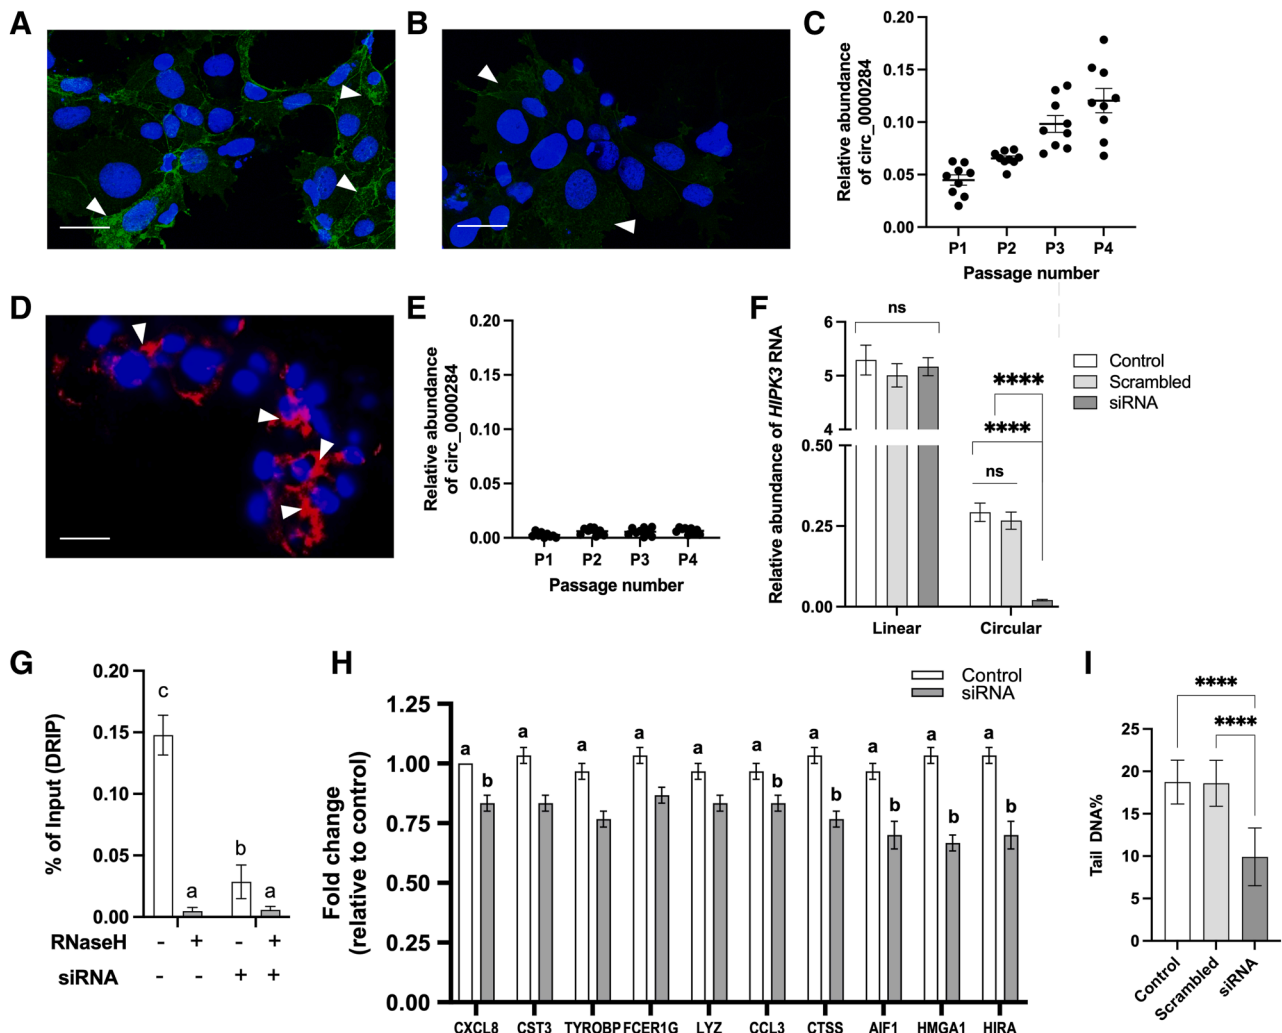 A
B
C
0.20
0.15
0.10
0.05
0.00
Relative abundance
of circ_0000284
P1 P2 P3 P4
Passage number
D
E
0.20
0.15
0.10
0.05
0.00
Relative abundance
of circ_0000284
P1 P2 P3 P4
Passage number
F
Relative abundance of HIPK3 RNA
6
5
4
0.50
0.25
0.00
ns
****
****
ns
Linear Circular
Control
Scrambled
siRNA
G
% of Input (DRIP)
0.20
0.15
0.10
0.05
0.00
c
a
b
a
RNaseH - + - +
siRNA - - + +
H
Control
siRNA
Fold change
(relative to control)
1.25
1.00
0.75
0.50
0.25
0.00
a b a a a a a b a b a b a b a b
CXCL8 CST3 TYROBP FCER1G LYZ CCL3 CTSS AIF1 HMGA1 HIRA
I
****
****
Tail DNA%
25
20
15
10
5
0
Control Scrambled siRNA